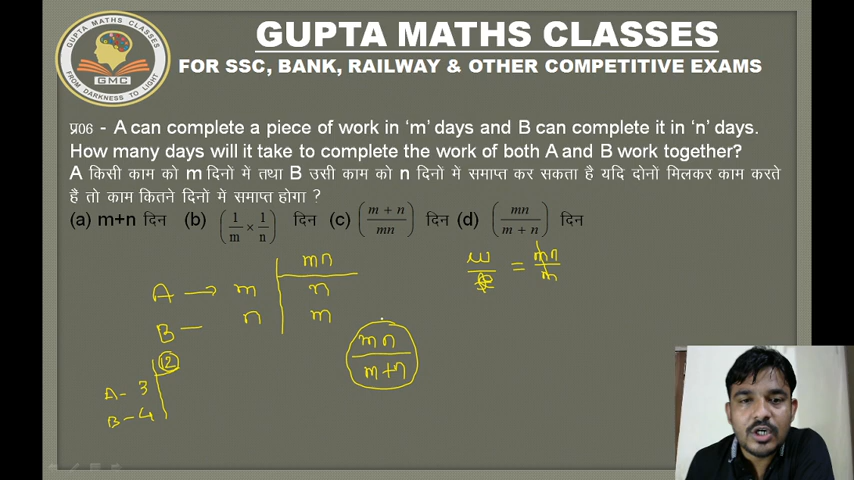 GUPTA MATHS CLASSES
GMC
FROM DARKNESS TO LIGHT
GUPTA MATHS CLASSES
FOR SSC, BANK, RAILWAY & OTHER COMPETITIVE EXAMS
प्र06 - A can complete a piece of work in ‘m’ days and B can complete it in ‘n’ days.
How many days will it take to complete the work of both A and B work together?
A किसी काम को m दिनों में तथा B उसी काम को n दिनों में समाप्त कर सकता है यदि दोनों मिलकर काम करते
हैं तो काम कितने दिनों में समाप्त होगा ?
(a) m+n दिन (b) (1/m × 1/n) दिन (c) ((m + n)/mn) दिन (d) (mn/(m + n)) दिन
mn
A → m n
B — n m
w/ = mn/m
mn/m+n
12
A - 3
B - 4